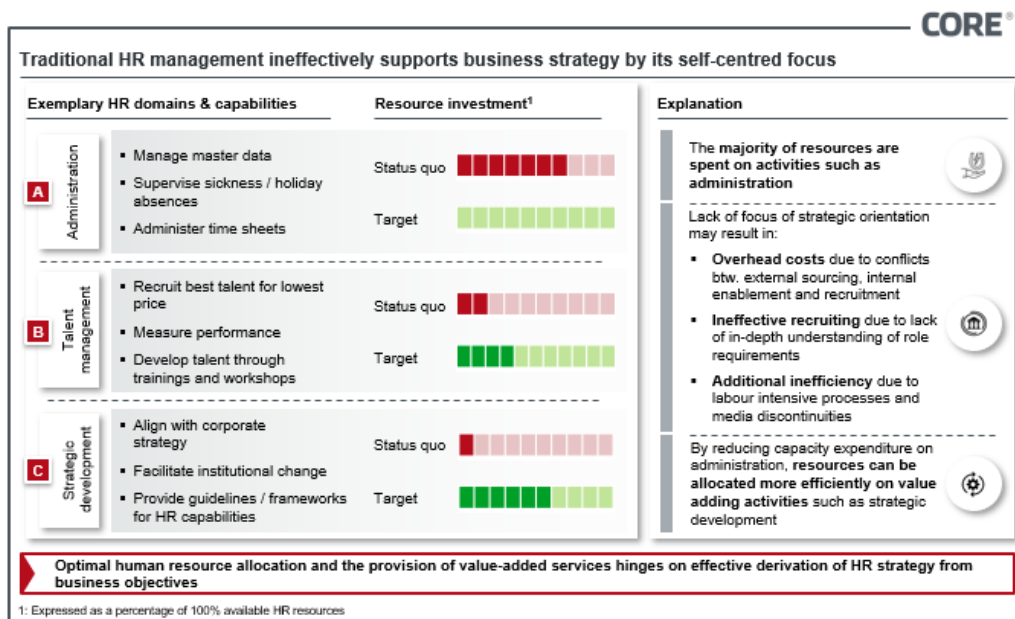 CORE®
Traditional HR management ineffectively supports business strategy by its self-centred focus
Exemplary HR domains & capabilities
Resource investment¹
A
Administration
▪ Manage master data
▪ Supervise sickness / holiday
absences
▪ Administer time sheets
Status quo
Target
B
Talent
management
▪ Recruit best talent for lowest
price
▪ Measure performance
▪ Develop talent through
trainings and workshops
Status quo
Target
C
Strategic
development
▪ Align with corporate
strategy
▪ Facilitate institutional change
▪ Provide guidelines / frameworks
for HR capabilities
Status quo
Target
Explanation
The majority of resources are
spent on activities such as
administration
Lack of focus of strategic orientation
may result in:
▪ Overhead costs due to conflicts
btw. external sourcing, internal
enablement and recruitment
▪ Ineffective recruiting due to lack
of in-depth understanding of role
requirements
▪ Additional inefficiency due to
labour intensive processes and
media discontinuities
By reducing capacity expenditure on
administration, resources can be
allocated more efficiently on value
adding activities such as strategic
development
Optimal human resource allocation and the provision of value-added services hinges on effective derivation of HR strategy from
business objectives
1: Expressed as a percentage of 100% available HR resources